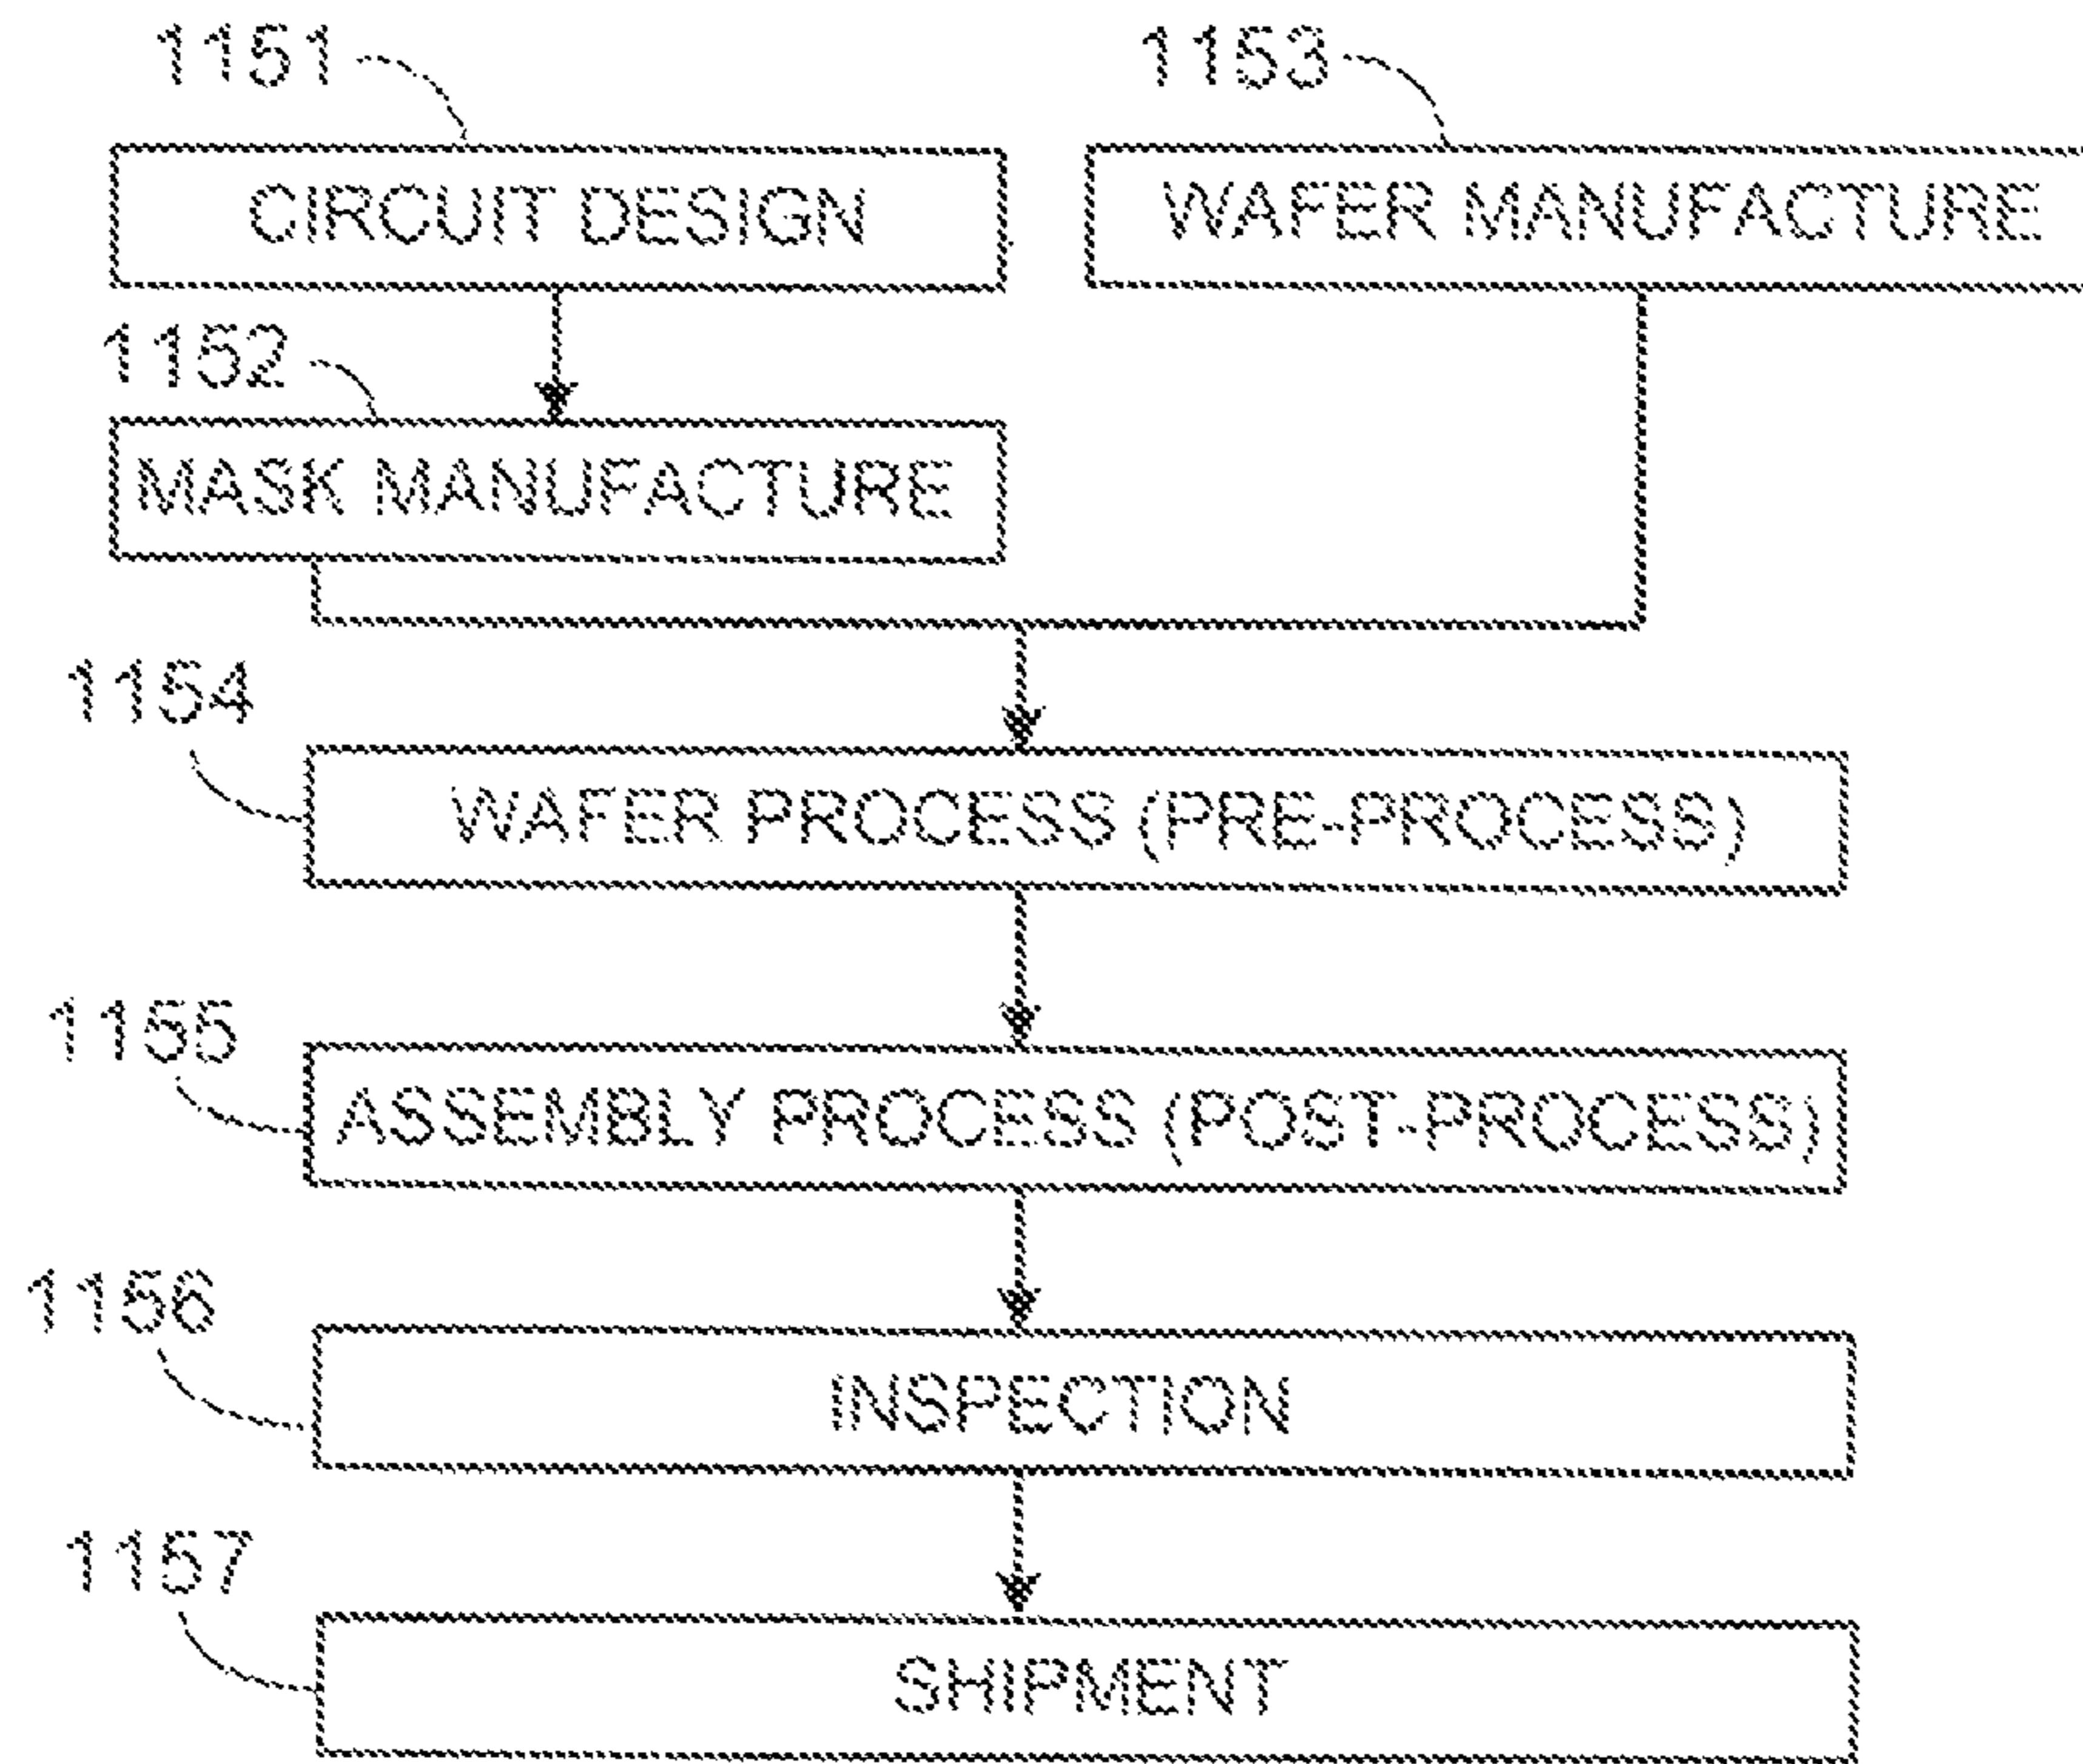 1151
1153
CIRCUIT DESIGN
WAFER MANUFACTURE
1152
MASK MANUFACTURE
1154
WAFER PROCESS (PRE-PROCESS)
1155
ASSEMBLY PROCESS (POST-PROCESS)
1156
INSPECTION
1157
SHIPMENT